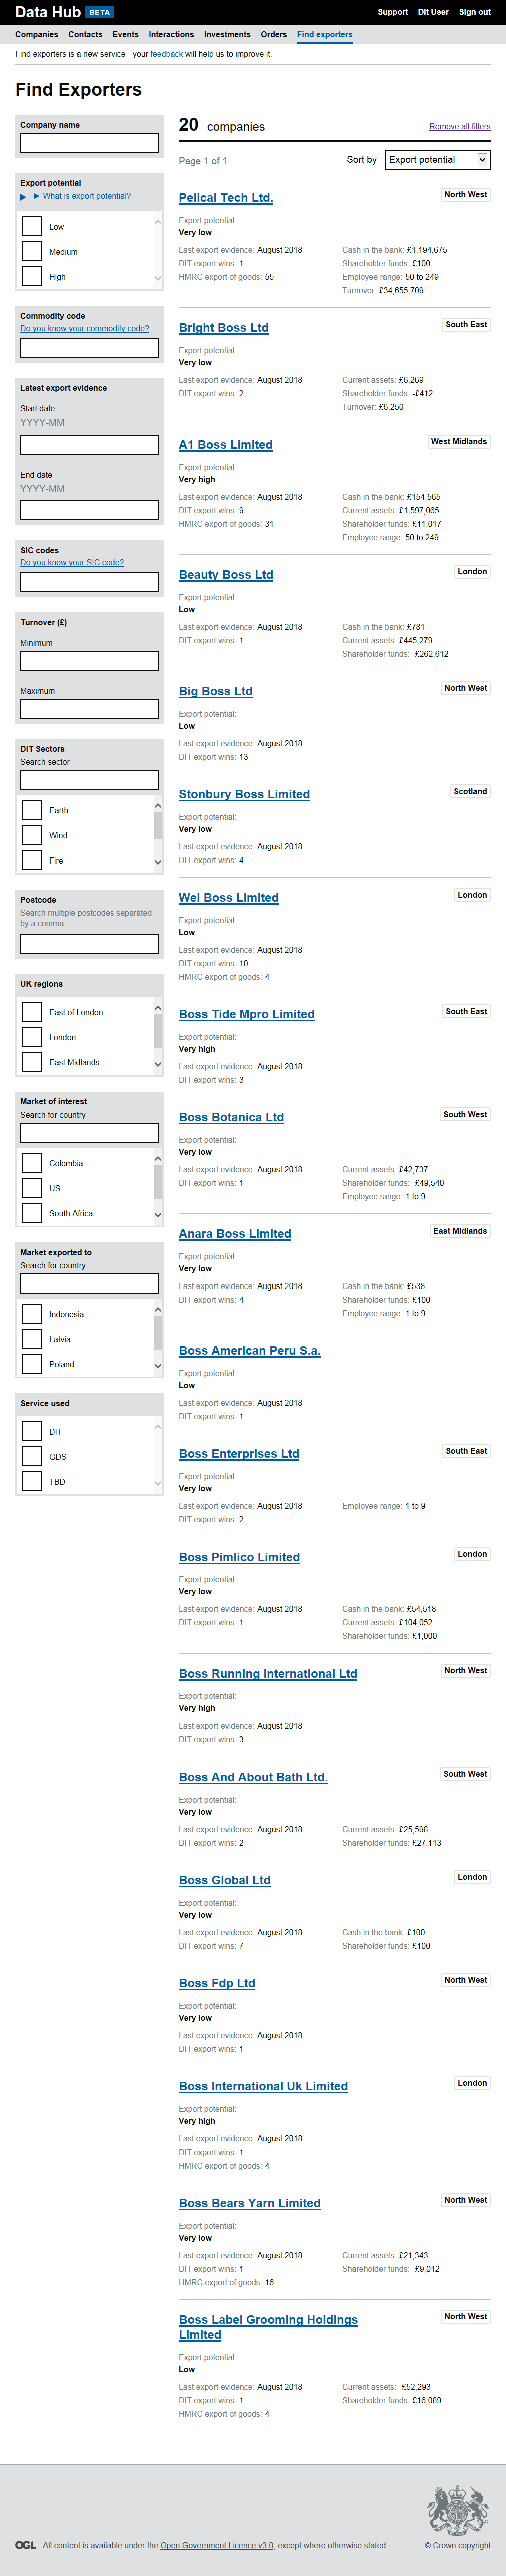 Data Hub BETA
Support Dit User Sign out
Companies Contacts Events Interactions Investments Orders Find exporters
Find exporters is a new service - your feedback will help us to improve it.
Find Exporters
Company name
Export potential
What is export potential?
Low
Medium
High
Commodity code
Do you know your commodity code?
Latest export evidence
Start date
YYYY-MM
End date
YYYY-MM
SIC codes
Do you know your SIC code?
Turnover (£)
Minimum
Maximum
DIT Sectors
Search sector
Earth
Wind
Fire
Postcode
Search multiple postcodes separated
by a comma
UK regions
East of London
London
East Midlands
Market of interest
Search for country
Colombia
US
South Africa
Market exported to
Search for country
Indonesia
Latvia
Poland
Service used
DIT
GDS
TBD
20 companies
Remove all filters
Page 1 of 1
Sort by Export potential
Pelical Tech Ltd.
North West
Export potential:
Very low
Last export evidence: August 2018
DIT export wins: 1
HMRC export of goods: 55
Cash in the bank: £1,194,675
Shareholder funds: £100
Employee range: 50 to 249
Turnover: £34,655,709
Bright Boss Ltd
South East
Export potential:
Very low
Last export evidence: August 2018
DIT export wins: 2
Current assets: £6,269
Shareholder funds: -£412
Turnover: £6,250
A1 Boss Limited
West Midlands
Export potential:
Very high
Last export evidence: August 2018
DIT export wins: 9
HMRC export of goods: 31
Cash in the bank: £154,565
Current assets: £1,597,065
Shareholder funds: £11,017
Employee range: 50 to 249
Beauty Boss Ltd
London
Export potential:
Low
Last export evidence: August 2018
DIT export wins: 1
Cash in the bank: £781
Current assets: £445,279
Shareholder funds: -£262,612
Big Boss Ltd
North West
Export potential:
Low
Last export evidence: August 2018
DIT export wins: 13
Stonbury Boss Limited
Scotland
Export potential:
Very low
Last export evidence: August 2018
DIT export wins: 4
Wei Boss Limited
London
Export potential:
Low
Last export evidence: August 2018
DIT export wins: 10
HMRC export of goods: 4
Boss Tide Mpro Limited
South East
Export potential:
Very high
Last export evidence: August 2018
DIT export wins: 3
Boss Botanica Ltd
South West
Export potential:
Very low
Last export evidence: August 2018
DIT export wins: 1
Current assets: £42,737
Shareholder funds: -£49,540
Employee range: 1 to 9
Anara Boss Limited
East Midlands
Export potential:
Very low
Last export evidence: August 2018
DIT export wins: 4
Cash in the bank: £538
Shareholder funds: £100
Employee range: 1 to 9
Boss American Peru S.a.
Export potential:
Low
Last export evidence: August 2018
DIT export wins: 1
Boss Enterprises Ltd
South East
Export potential:
Very low
Last export evidence: August 2018
DIT export wins: 2
Employee range: 1 to 9
Boss Pimlico Limited
London
Export potential:
Very low
Last export evidence: August 2018
DIT export wins: 1
Cash in the bank: £54,518
Current assets: £104,052
Shareholder funds: £1,000
Boss Running International Ltd
North West
Export potential:
Very high
Last export evidence: August 2018
DIT export wins: 3
Boss And About Bath Ltd.
South West
Export potential:
Very low
Last export evidence: August 2018
DIT export wins: 2
Current assets: £25,598
Shareholder funds: £27,113
Boss Global Ltd
London
Export potential:
Very low
Last export evidence: August 2018
DIT export wins: 7
Cash in the bank: £100
Shareholder funds: £100
Boss Fdp Ltd
North West
Export potential:
Very low
Last export evidence: August 2018
DIT export wins: 1
Boss International Uk Limited
London
Export potential:
Very high
Last export evidence: August 2018
DIT export wins: 1
HMRC export of goods: 4
Boss Bears Yarn Limited
North West
Export potential:
Very low
Last export evidence: August 2018
DIT export wins: 1
HMRC export of goods: 16
Current assets: £21,343
Shareholder funds: -£9,012
Boss Label Grooming Holdings
Limited
North West
Export potential:
Low
Last export evidence: August 2018
DIT export wins: 1
HMRC export of goods: 4
Current assets: -£52,293
Shareholder funds: £16,089
OGL All content is available under the Open Government Licence v3.0, except where otherwise stated
© Crown copyright